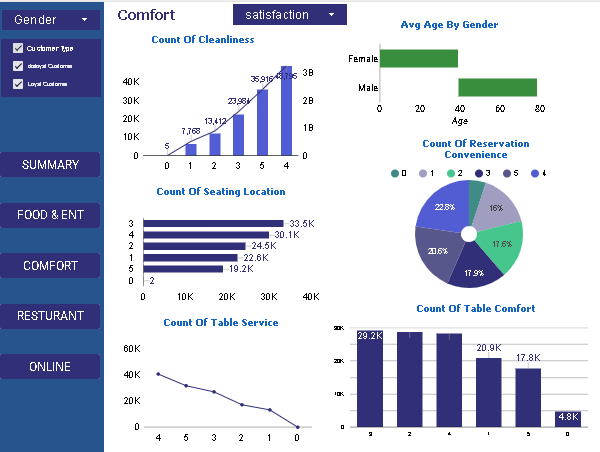 Gender
Customer Type
disloyal Customer
Loyal Customer
SUMMARY
FOOD & ENT
COMFORT
RESTURANT
ONLINE
Comfort
satisfaction
Count Of Cleanliness
40K
30K
20K
10K
0
3B
2B
1B
0
5
7,768
13,412
23,984
35,916
0 1 2 3 5 4
Avg Age By Gender
Female
Male
0 20 40 60 80
Age
Count Of Seating Location
3 33.5K
4 30.1K
2 24.5K
1 22.6K
5 19.2K
0 2
0 10K 20K 30K 40K
Count Of Reservation
Convenience
0 1 2 3 5 4
22.8%
16%
17.6%
17.9%
20.6%
Count Of Table Service
60K
40K
20K
0
4 5 3 2 1 0
Count Of Table Comfort
20K
10K
0
29.2K
20.9K
17.8K
4.8K
3 2 4 1 5 0